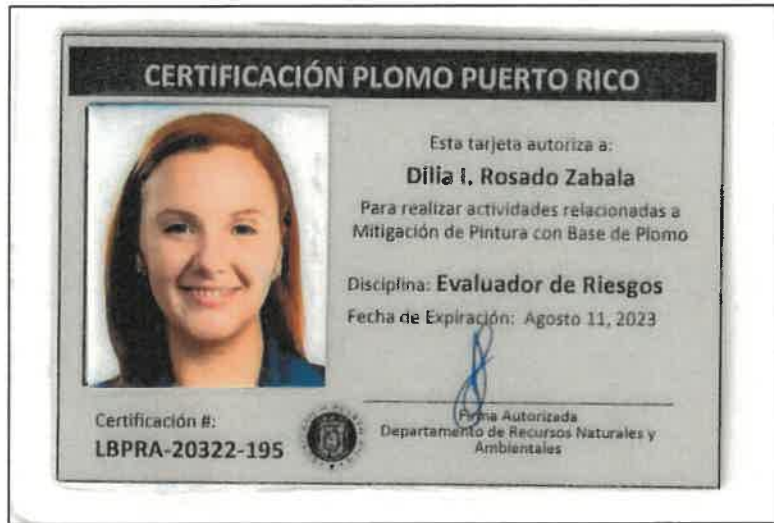 CERTIFICACIÓN PLOMO PUERTO RICO
Esta tarjeta autoriza a:
Dilia I. Rosado Zabala
Para realizar actividades relacionadas a
Mitigación de Pintura con Base de Plomo
Disciplina: Evaluador de Riesgos
Fecha de Expiración: Agosto 11, 2023
Certificación #:
LBPRA-20322-195
Firma Autorizada
Departamento de Recursos Naturales y
Ambientales